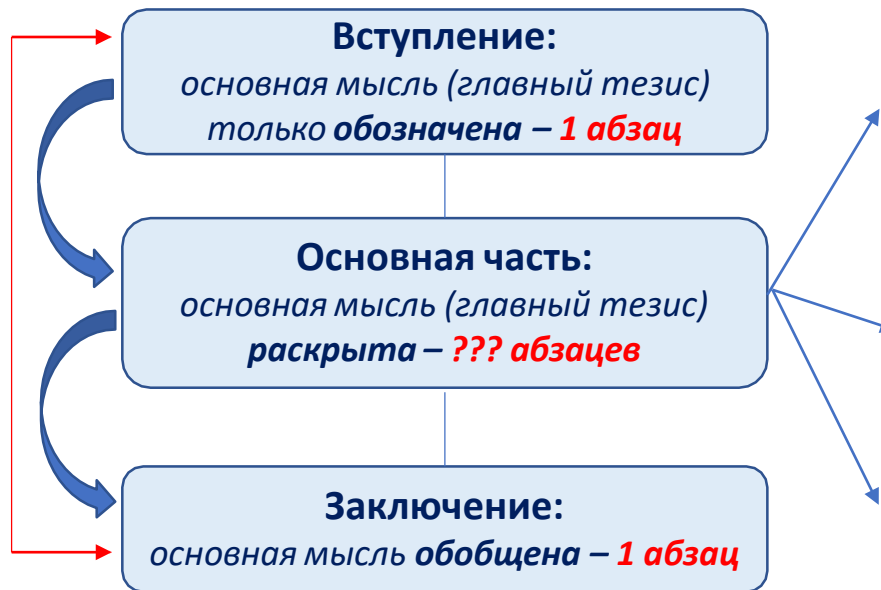 Вступление:
основная мысль (главный тезис)
только обозначена – 1 абзац
Основная часть:
основная мысль (главный тезис)
раскрыта – ??? абзацев
Заключение:
основная мысль обобщена – 1 абзац